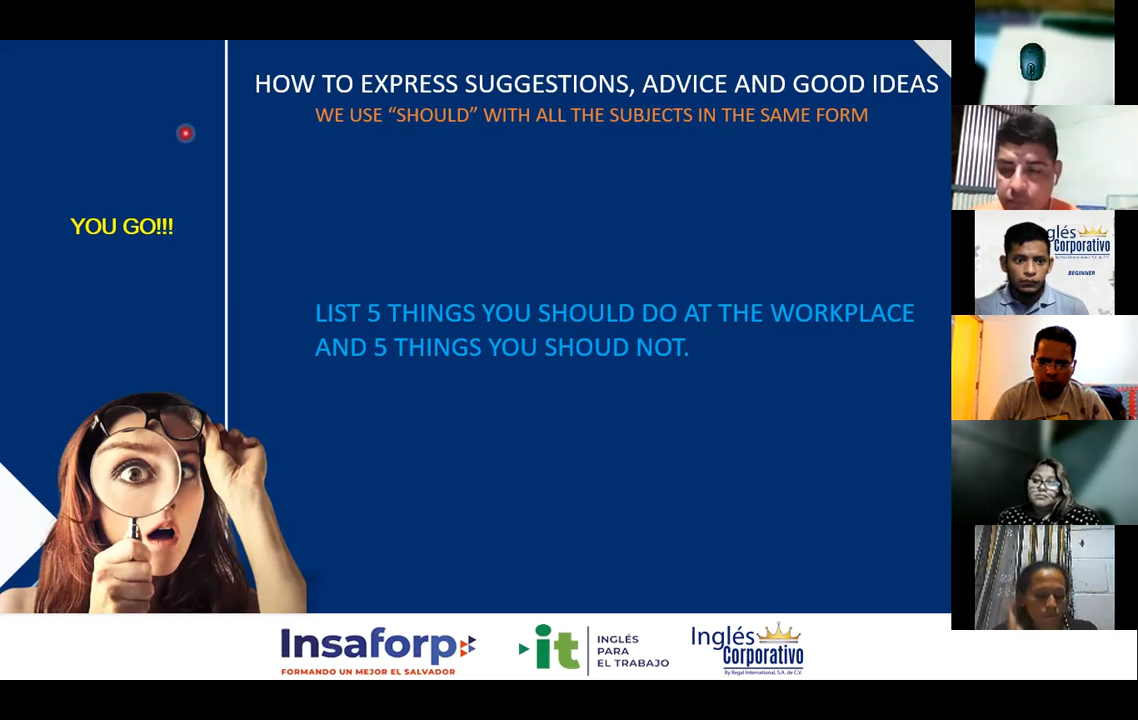 HOW TO EXPRESS SUGGESTIONS, ADVICE AND GOOD IDEAS
WE USE “SHOULD” WITH ALL THE SUBJECTS IN THE SAME FORM
YOU GO!!!
LIST 5 THINGS YOU SHOULD DO AT THE WORKPLACE
AND 5 THINGS YOU SHOUD NOT.
Insaforp
FORMANDO UN MEJOR EL SALVADOR
it
INGLÉS
PARA
EL TRABAJO
Inglés
Corporativo
By Regal International, S.A. de C.V.
glés
Corporativo
BEGINNER